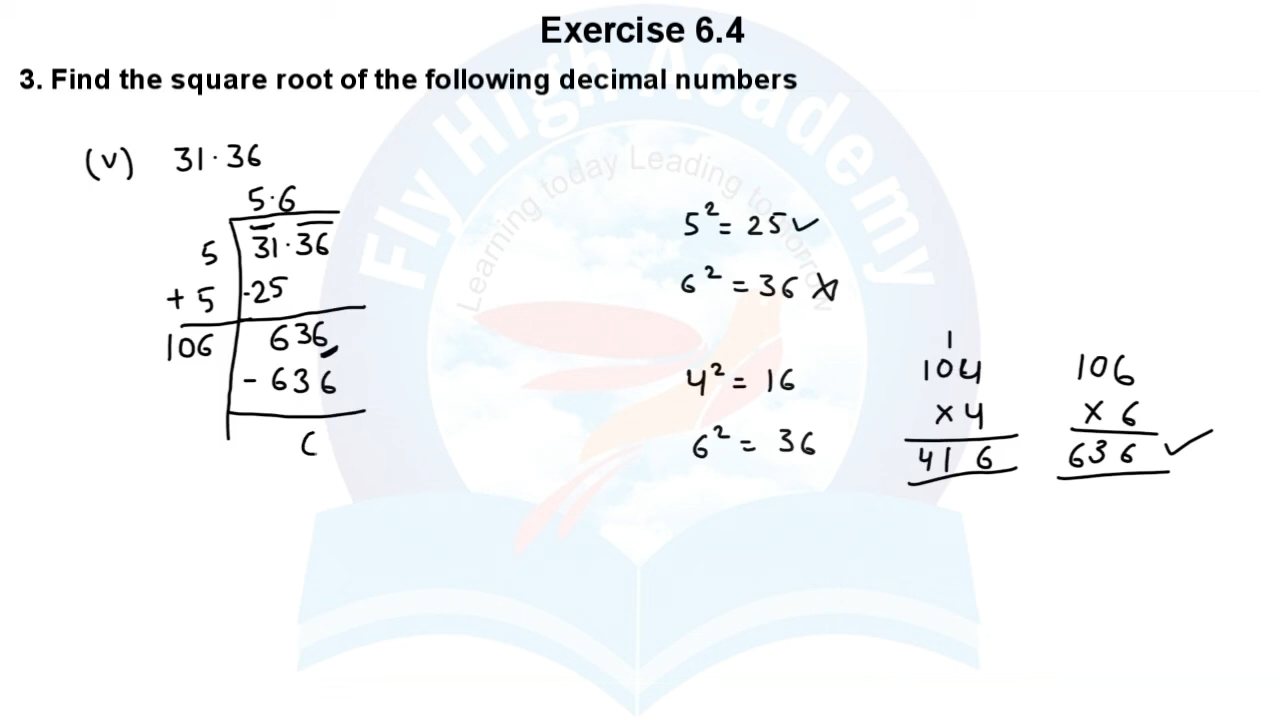 Exercise 6.4
3. Find the square root of the following decimal numbers
(v) 31·36
5·6
5 31·36
+ 5 -25
106 636
- 636
5² = 25 ✓
6² = 36 ✗
4² = 16
6² = 36
1
104
× 4
416
106
× 6
636 ✓
Fly High Academy
Learning today Leading tomorrow